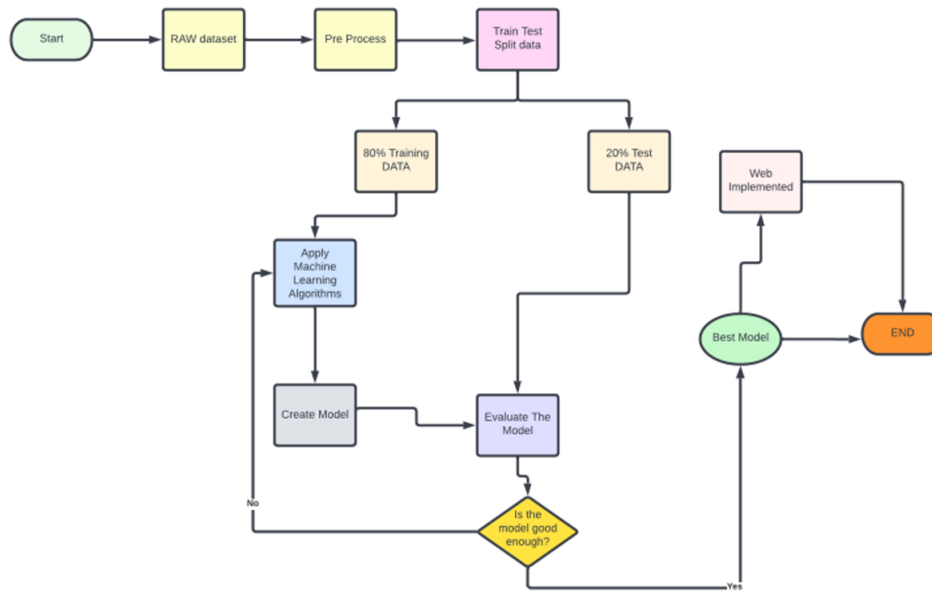 Start
RAW dataset
Pre Process
Train Test
Split data
80% Training
DATA
20% Test
DATA
Web
Implemented
Apply
Machine
Learning
Algorithms
Best Model
END
Create Model
Evaluate The
Model
No
Is the
model good
enough?
Yes